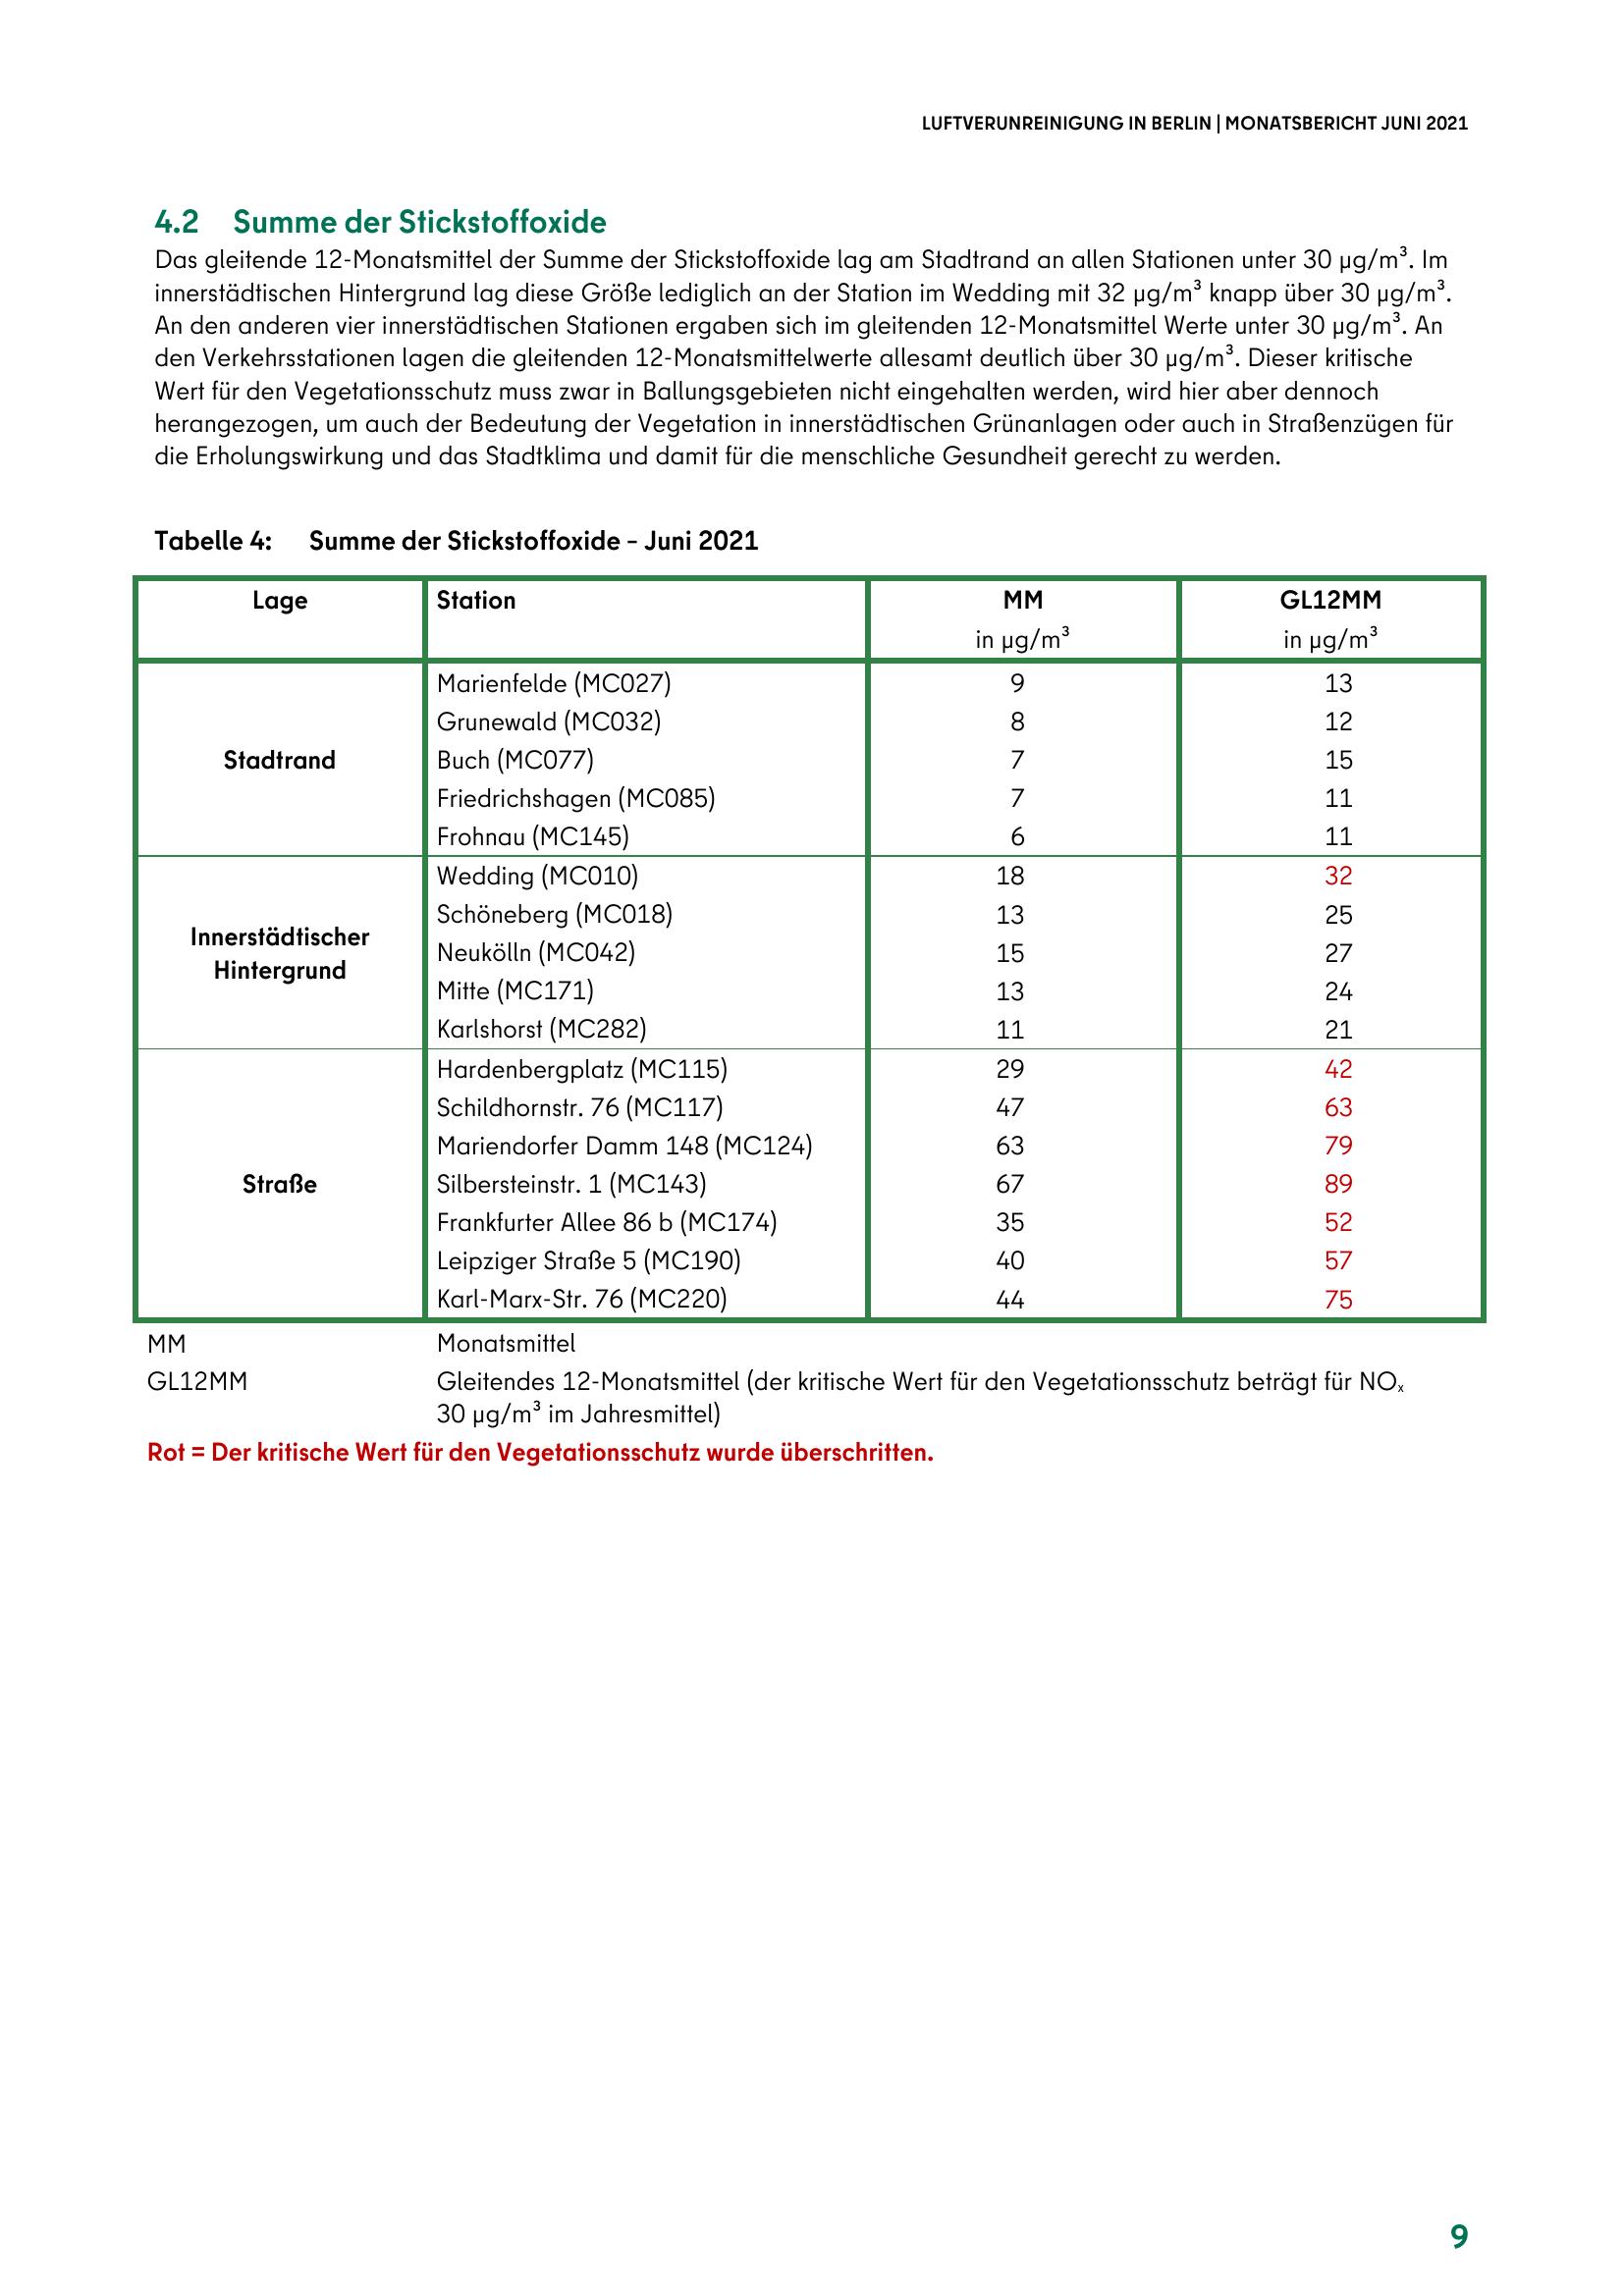 LUFTVERUNREINIGUNG IN BERLIN | MONATSBERICHT JUNI 2021
4.2 Summe der Stickstoffoxide
Das gleitende 12-Monatsmittel der Summe der Stickstoffoxide lag am Stadtrand an allen Stationen unter 30 µg/m³. Im
innerstädtischen Hintergrund lag diese Größe lediglich an der Station im Wedding mit 32 µg/m³ knapp über 30 µg/m³.
An den anderen vier innerstädtischen Stationen ergaben sich im gleitenden 12-Monatsmittel Werte unter 30 µg/m³. An
den Verkehrsstationen lagen die gleitenden 12-Monatsmittelwerte allesamt deutlich über 30 µg/m³. Dieser kritische
Wert für den Vegetationsschutz muss zwar in Ballungsgebieten nicht eingehalten werden, wird hier aber dennoch
herangezogen, um auch der Bedeutung der Vegetation in innerstädtischen Grünanlagen oder auch in Straßenzügen für
die Erholungswirkung und das Stadtklima und damit für die menschliche Gesundheit gerecht zu werden.
Tabelle 4: Summe der Stickstoffoxide – Juni 2021
Lage Station MM GL12MM
in µg/m³ in µg/m³
Marienfelde (MC027) 9 13
Grunewald (MC032) 8 12
Stadtrand Buch (MC077) 7 15
Friedrichshagen (MC085) 7 11
Frohnau (MC145) 6 11
Wedding (MC010) 18 32
Schöneberg (MC018) 13 25
Innerstädtischer
Neukölln (MC042) 15 27
Hintergrund
Mitte (MC171) 13 24
Karlshorst (MC282) 11 21
Hardenbergplatz (MC115) 29 42
Schildhornstr. 76 (MC117) 47 63
Mariendorfer Damm 148 (MC124) 63 79
Straße Silbersteinstr. 1 (MC143) 67 89
Frankfurter Allee 86 b (MC174) 35 52
Leipziger Straße 5 (MC190) 40 57
Karl-Marx-Str. 76 (MC220) 44 75
MM Monatsmittel
GL12MM Gleitendes 12-Monatsmittel (der kritische Wert für den Vegetationsschutz beträgt für NOₓ
30 µg/m³ im Jahresmittel)
Rot = Der kritische Wert für den Vegetationsschutz wurde überschritten.
9